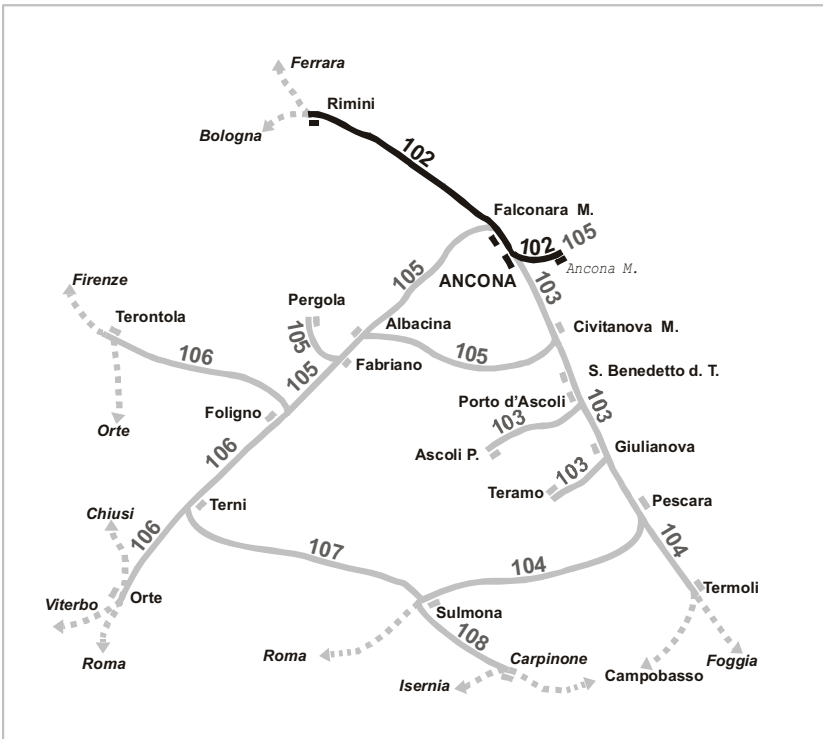 Ferrara
Rimini
Bologna
102
Falconara M.
102
105
Ancona M.
ANCONA
103
105
Firenze
Terontola
Pergola
Albacina
Civitanova M.
105
106
105
105
Fabriano
S. Benedetto d. T.
Foligno
Porto d'Ascoli
103
103
Orte
106
Ascoli P.
Giulianova
103
Teramo
Pescara
Terni
Chiusi
106
107
104
104
Termoli
Viterbo
Orte
Sulmona
108
Roma
Roma
Carpinone
Foggia
Isernia
Campobasso